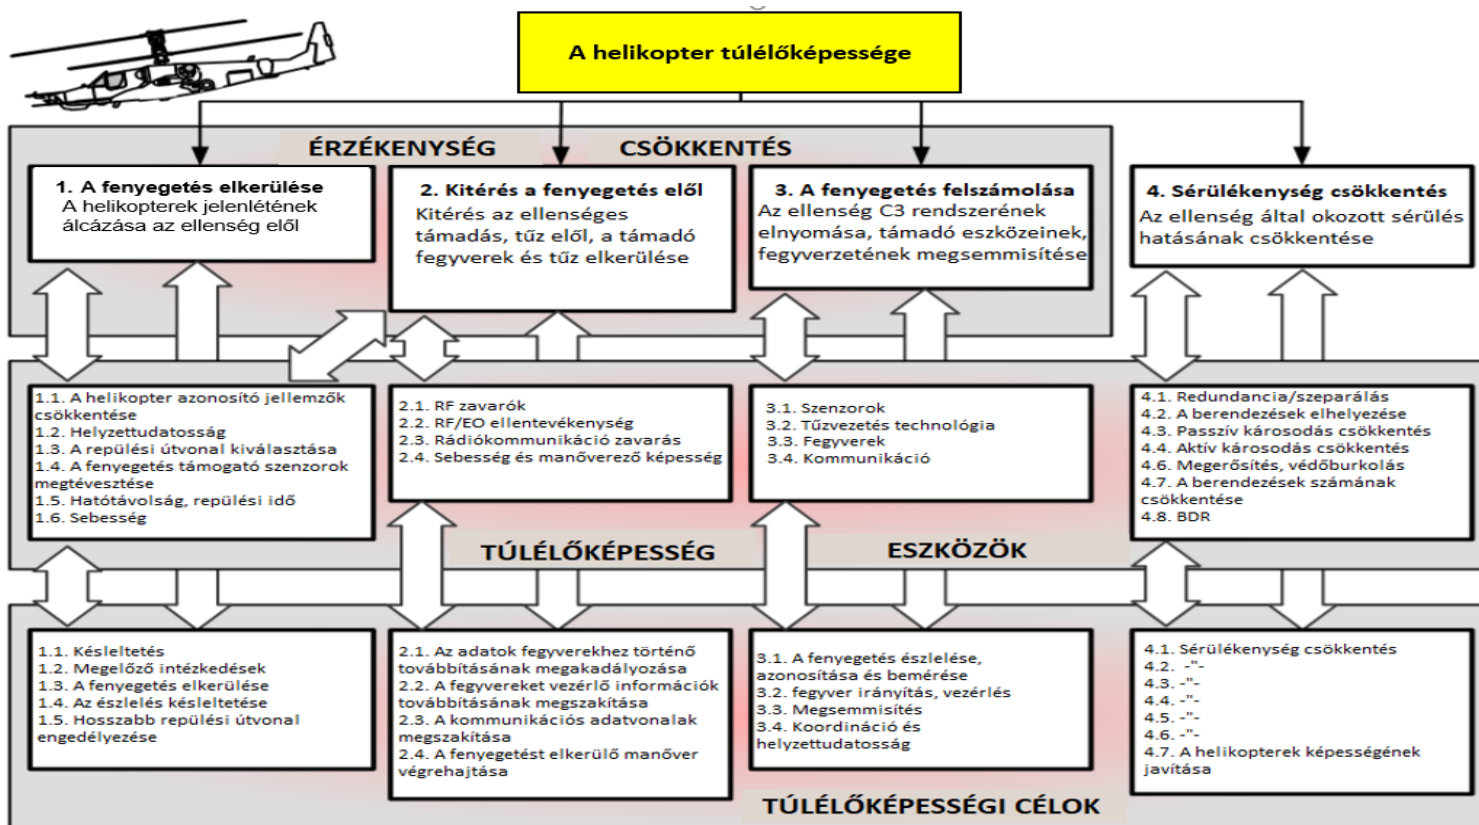 A helikopter túlélőképessége
ÉRZÉKENYSÉG CSÖKKENTÉS
1. A fenyegetés elkerülése
A helikopterek jelenlétének
álcázása az ellenség elől
2. Kitérés a fenyegetés elől
Kitérés az ellenséges
támadás, tűz elől, a támadó
fegyverek és tűz elkerülése
3. A fenyegetés felszámolása
Az ellenség C3 rendszerének
elnyomása, támadó eszközeinek,
fegyverzetének megsemmisítése
4. Sérülékenység csökkentés
Az ellenség által okozott sérülés
hatásának csökkentése
1.1. A helikopter azonosító jellemzők
csökkentése
1.2. Helyzettudatosság
1.3. A repülési útvonal kiválasztása
1.4. A fenyegetés támogató szenzorok
megtévesztése
1.5. Hatótávolság, repülési idő
1.6. Sebesség
2.1. RF zavarók
2.2. RF/EO ellentevékenység
2.3. Rádiókommunikáció zavarás
2.4. Sebesség és manőverező képesség
3.1. Szenzorok
3.2. Tűzvezetés technológia
3.3. Fegyverek
3.4. Kommunikáció
4.1. Redundancia/szeparálás
4.2. A berendezések elhelyezése
4.3. Passzív károsodás csökkentés
4.4. Aktív károsodás csökkentés
4.6. Megerősítés, védőburkolás
4.7. A berendezések számának
csökkentése
4.8. BDR
TÚLÉLŐKÉPESSÉG ESZKÖZÖK
1.1. Késleltetés
1.2. Megelőző intézkedések
1.3. A fenyegetés elkerülése
1.4. Az észlelés késleltetése
1.5. Hosszabb repülési útvonal
engedélyezése
2.1. Az adatok fegyverekhez történő
továbbításának megakadályozása
2.2. A fegyvereket vezérlő információk
továbbításának megszakítása
2.3. A kommunikációs adatvonalak
megszakítása
2.4. A fenyegetést elkerülő manőver
végrehajtása
3.1. A fenyegetés észlelése,
azonosítása és bemérése
3.2. fegyver irányítás, vezérlés
3.3. Megsemmisítés
3.4. Koordináció és
helyzettudatosság
4.1. Sérülékenység csökkentés
4.2. -"-
4.3. -"-
4.4. -"-
4.5. -"-
4.6. -"-
4.7. A helikopterek képességének
javítása
TÚLÉLŐKÉPESSÉGI CÉLOK